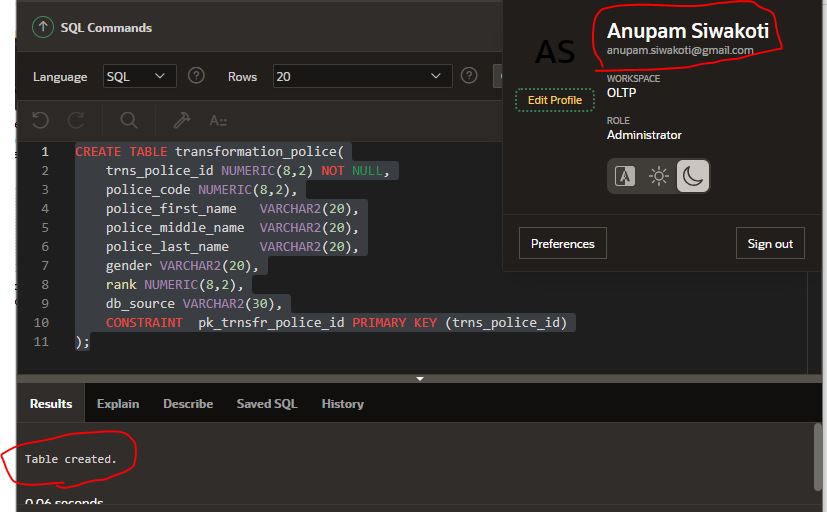 SQL Commands
Language SQL Rows 20
1 CREATE TABLE transformation_police(
2 trns_police_id NUMERIC(8,2) NOT NULL,
3 police_code NUMERIC(8,2),
4 police_first_name VARCHAR2(20),
5 police_middle_name VARCHAR2(20),
6 police_last_name VARCHAR2(20),
7 gender VARCHAR2(20),
8 rank NUMERIC(8,2),
9 db_source VARCHAR2(30),
10 CONSTRAINT pk_trnsfr_police_id PRIMARY KEY (trns_police_id)
11 );
AS
Edit Profile
Anupam Siwakoti
anupam.siwakoti@gmail.com
WORKSPACE
OLTP
ROLE
Administrator
Preferences Sign out
Results Explain Describe Saved SQL History
Table created.
0.06 seconds